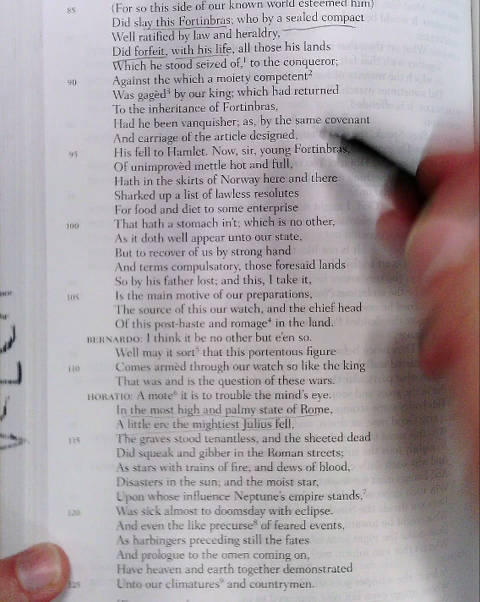 85 (For so this side of our known world esteemed him)
Did slay this Fortinbras; who by a sealed compact
Well ratified by law and heraldry,
Did forfeit, with his life, all those his lands
Which he stood seized of,¹ to the conqueror;
90 Against the which a moiety competent²
Was gagèd³ by our king; which had returned
To the inheritance of Fortinbras,
Had he been vanquisher; as, by the same covenant
And carriage of the article designed,
95 His fell to Hamlet. Now, sir, young Fortinbras,
Of unimprovèd mettle hot and full,
Hath in the skirts of Norway here and there
Sharked up a list of lawless resolutes
For food and diet to some enterprise
100 That hath a stomach in't; which is no other,
As it doth well appear unto our state,
But to recover of us by strong hand
And terms compulsatory, those foresaid lands
So by his father lost; and this, I take it,
105 Is the main motive of our preparations,
The source of this our watch, and the chief head
Of this post-haste and romage⁴ in the land.
BERNARDO: I think it be no other but e'en so.
Well may it sort⁵ that this portentous figure
110 Comes armèd through our watch so like the king
That was and is the question of these wars.
HORATIO: A mote⁶ it is to trouble the mind's eye.
In the most high and palmy state of Rome,
A little ere the mightiest Julius fell,
115 The graves stood tenantless, and the sheeted dead
Did squeak and gibber in the Roman streets;
As stars with trains of fire, and dews of blood,
Disasters in the sun; and the moist star,
Upon whose influence Neptune's empire stands,⁷
120 Was sick almost to doomsday with eclipse.
And even the like precurse⁸ of feared events,
As harbingers preceding still the fates
And prologue to the omen coming on,
Have heaven and earth together demonstrated
125 Unto our climatures⁹ and countrymen.